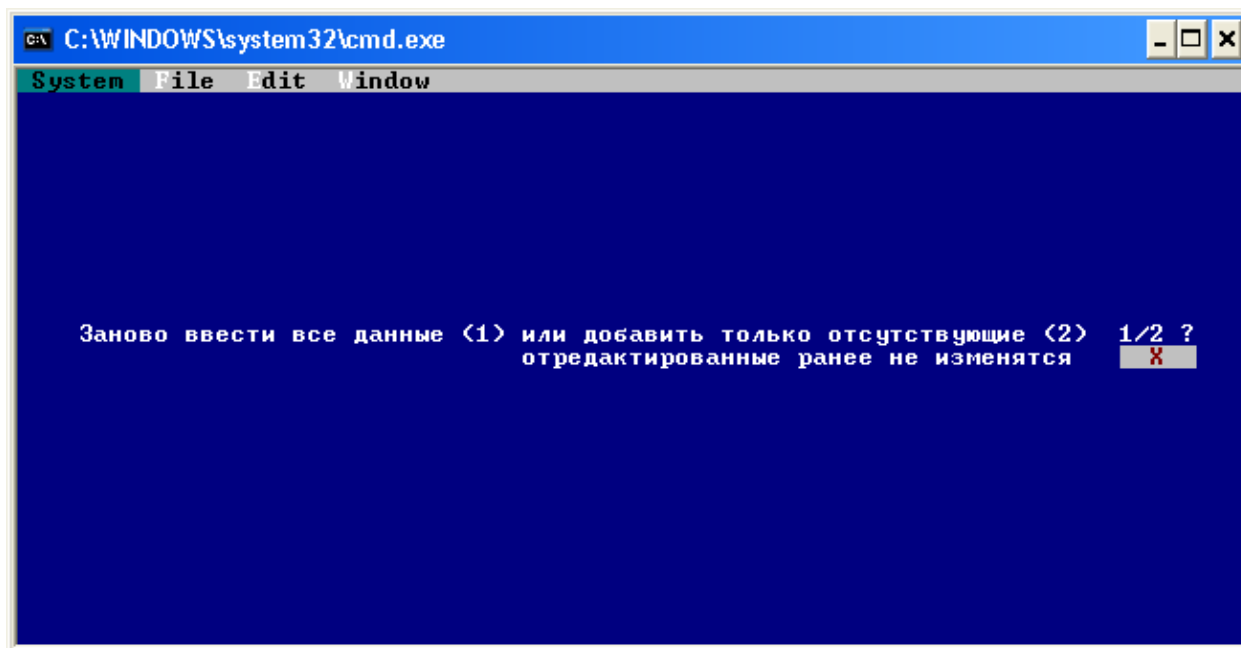 C:\WINDOWS\system32\cmd.exe
System File Edit Window
Заново ввести все данные (1) или добавить только отсутствующие (2) 1/2 ?
отредактированные ранее не изменятся X